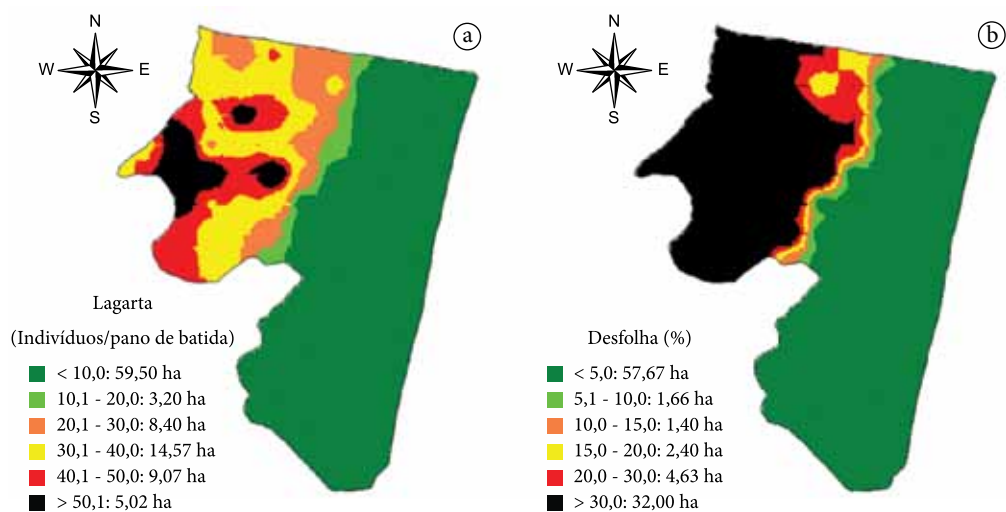 N
W E
S
a
Lagarta
(Indivíduos/pano de batida)
< 10,0: 59,50 ha
10,1 - 20,0: 3,20 ha
20,1 - 30,0: 8,40 ha
30,1 - 40,0: 14,57 ha
40,1 - 50,0: 9,07 ha
> 50,1: 5,02 ha
N
W E
S
b
Desfolha (%)
< 5,0: 57,67 ha
5,1 - 10,0: 1,66 ha
10,0 - 15,0: 1,40 ha
15,0 - 20,0: 2,40 ha
20,0 - 30,0: 4,63 ha
> 30,0: 32,00 ha